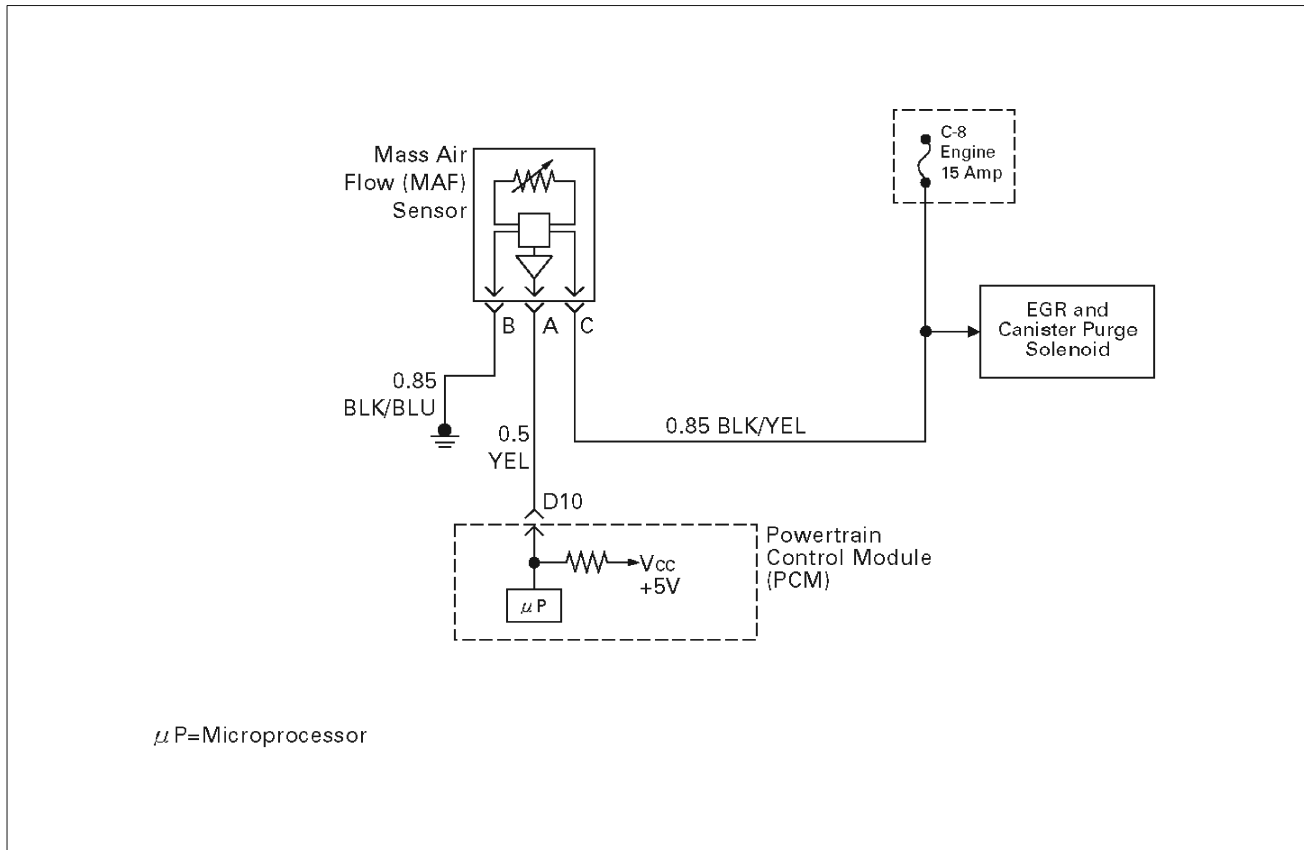 Mass Air
Flow (MAF)
Sensor
C-8
Engine
15 Amp
EGR and
Canister Purge
Solenoid
B
A
C
0.85
BLK/BLU
0.5
YEL
0.85 BLK/YEL
D10
Powertrain
Control Module
(PCM)
Vcc
+5V
μP
μP=Microprocessor